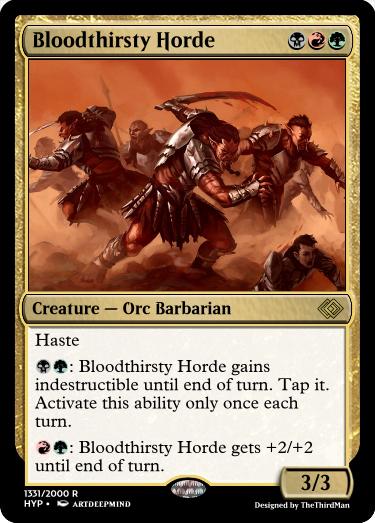 Bloodthirsty Horde
Creature — Orc Barbarian
Haste
: Bloodthirsty Horde gains
indestructible until end of turn. Tap it.
Activate this ability only once each
turn.
: Bloodthirsty Horde gets +2/+2
until end of turn.
3/3
1331/2000 R
HYP • ARTDEEPMIND
Designed by TheThirdMan